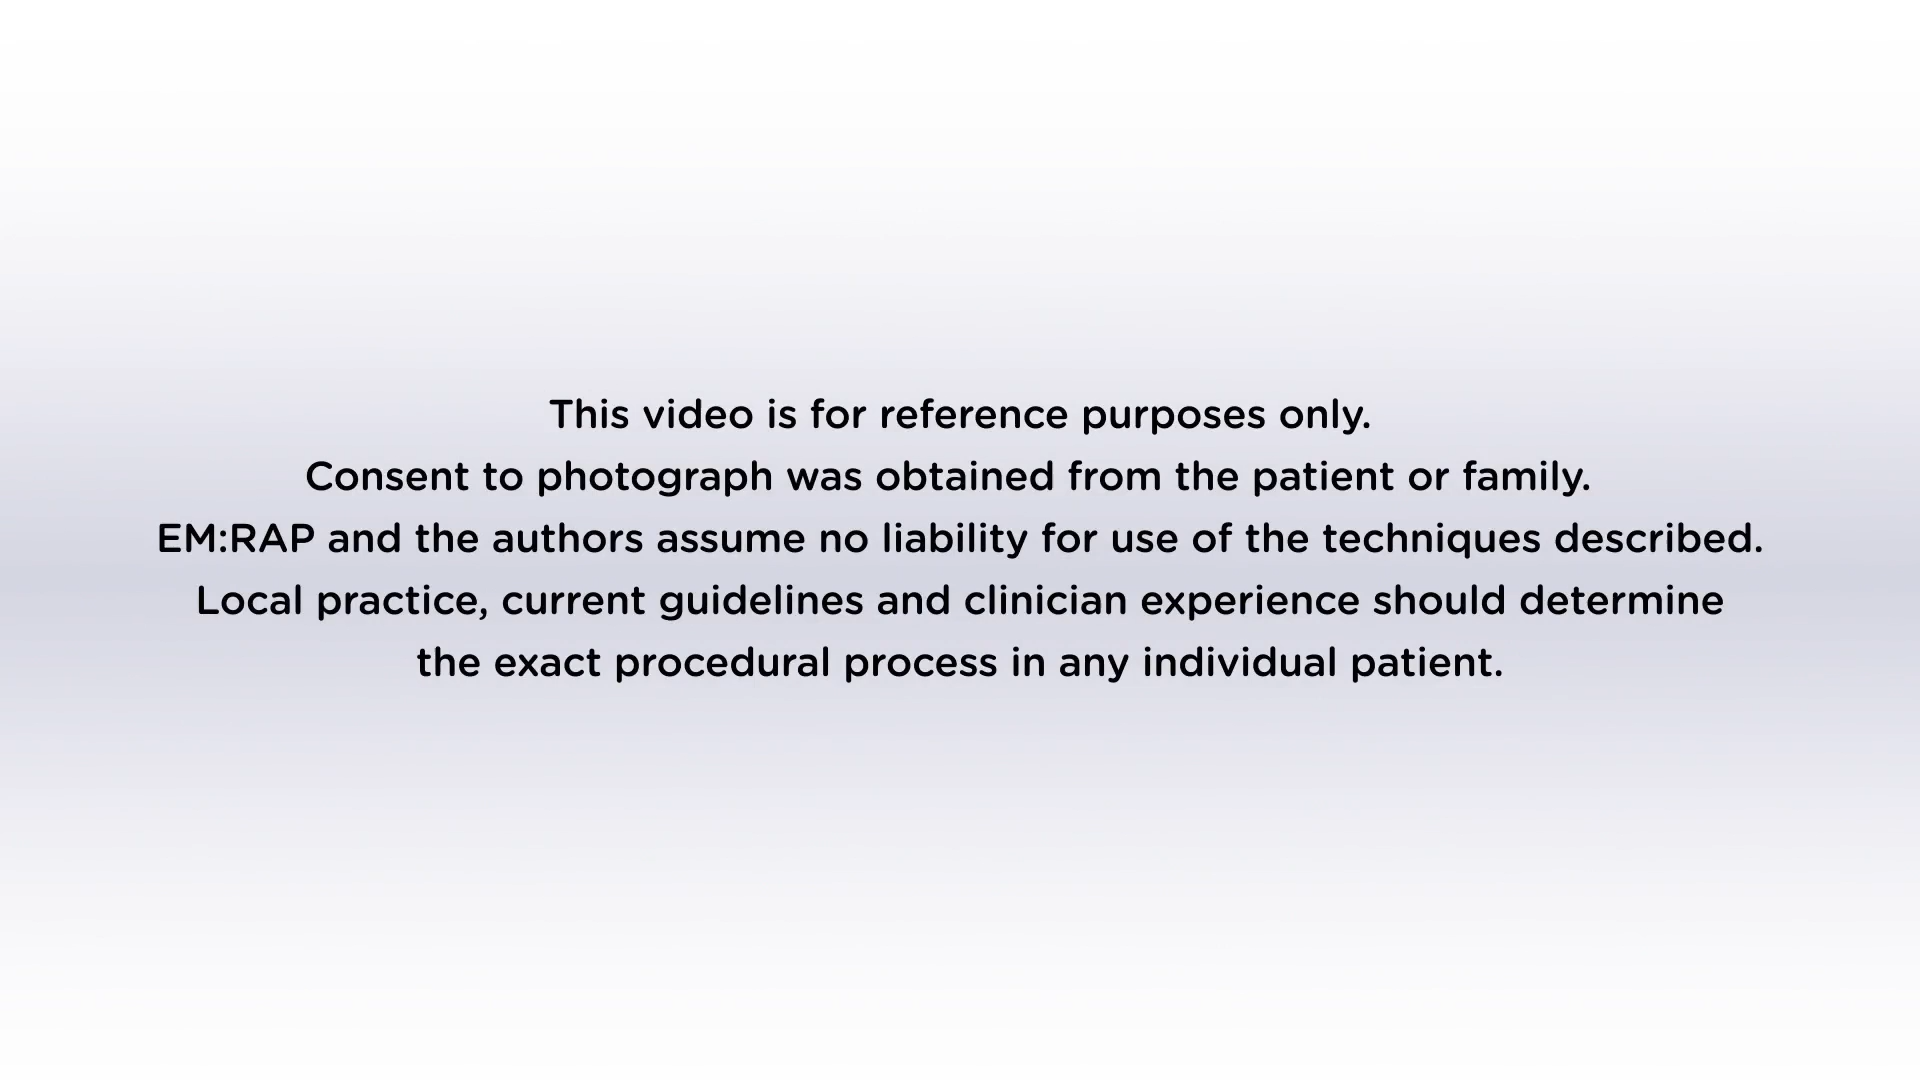 This video is for reference purposes only.
Consent to photograph was obtained from the patient or family.
EM:RAP and the authors assume no liability for use of the techniques described.
Local practice, current guidelines and clinician experience should determine
the exact procedural process in any individual patient.